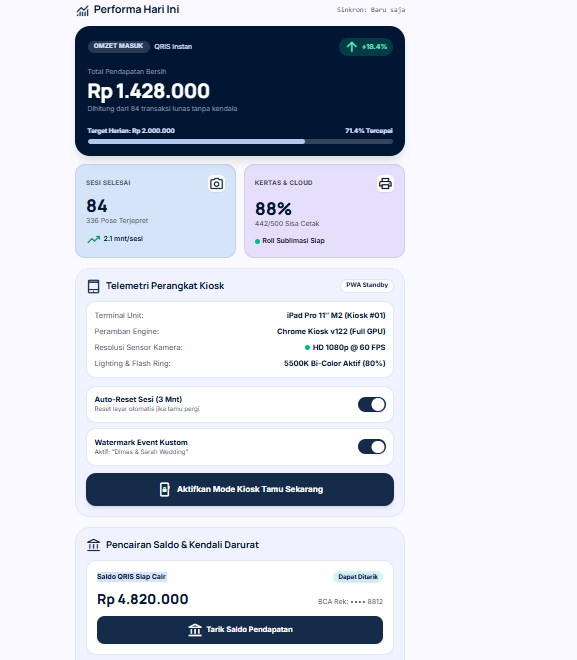 Performa Hari Ini
Sinkron: Baru saja
OMZET MASUK QRIS Instan
+18.4%
Total Pendapatan Bersih
Rp 1.428.000
Dihitung dari 84 transaksi lunas tanpa kendala
Target Harian: Rp 2.000.000
71.4% Tercapai
SESI SELESAI
84
336 Pose Terjepret
2.1 mnt/sesi
KERTAS & CLOUD
88%
442/500 Sisa Cetak
Roll Sublimasi Siap
Telemetri Perangkat Kiosk
PWA Standby
Terminal Unit: iPad Pro 11" M2 (Kiosk #01)
Peramban Engine: Chrome Kiosk v122 (Full GPU)
Resolusi Sensor Kamera: HD 1080p @ 60 FPS
Lighting & Flash Ring: 5500K Bi-Color Aktif (80%)
Auto-Reset Sesi (3 Mnt)
Reset layar otomatis jika tamu pergi
Watermark Event Kustom
Aktif: "Dimas & Sarah Wedding"
Aktifkan Mode Kiosk Tamu Sekarang
Pencairan Saldo & Kendali Darurat
Saldo QRIS Siap Cair
Dapat Ditarik
Rp 4.820.000
BCA Rek: •••• 8812
Tarik Saldo Pendapatan